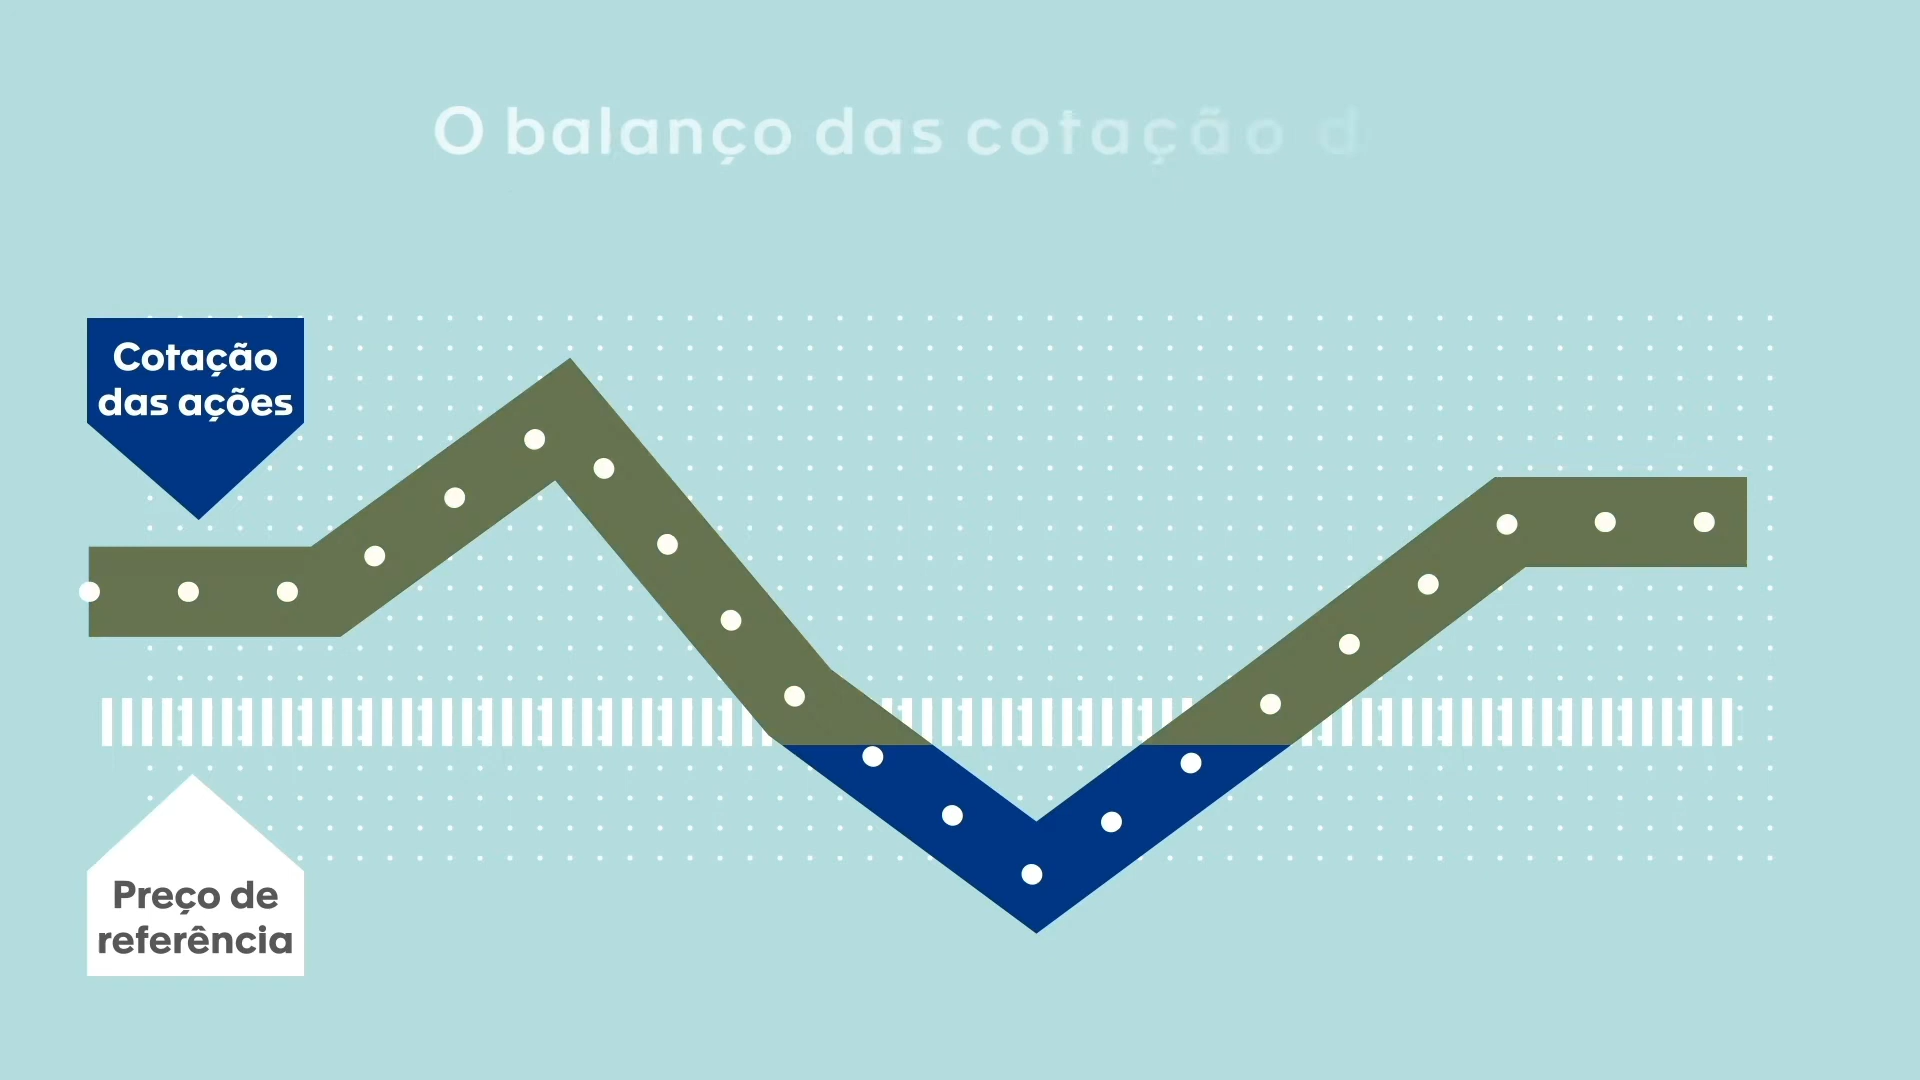 O balanço das cotação
Cotação
das ações
Preço de
referência